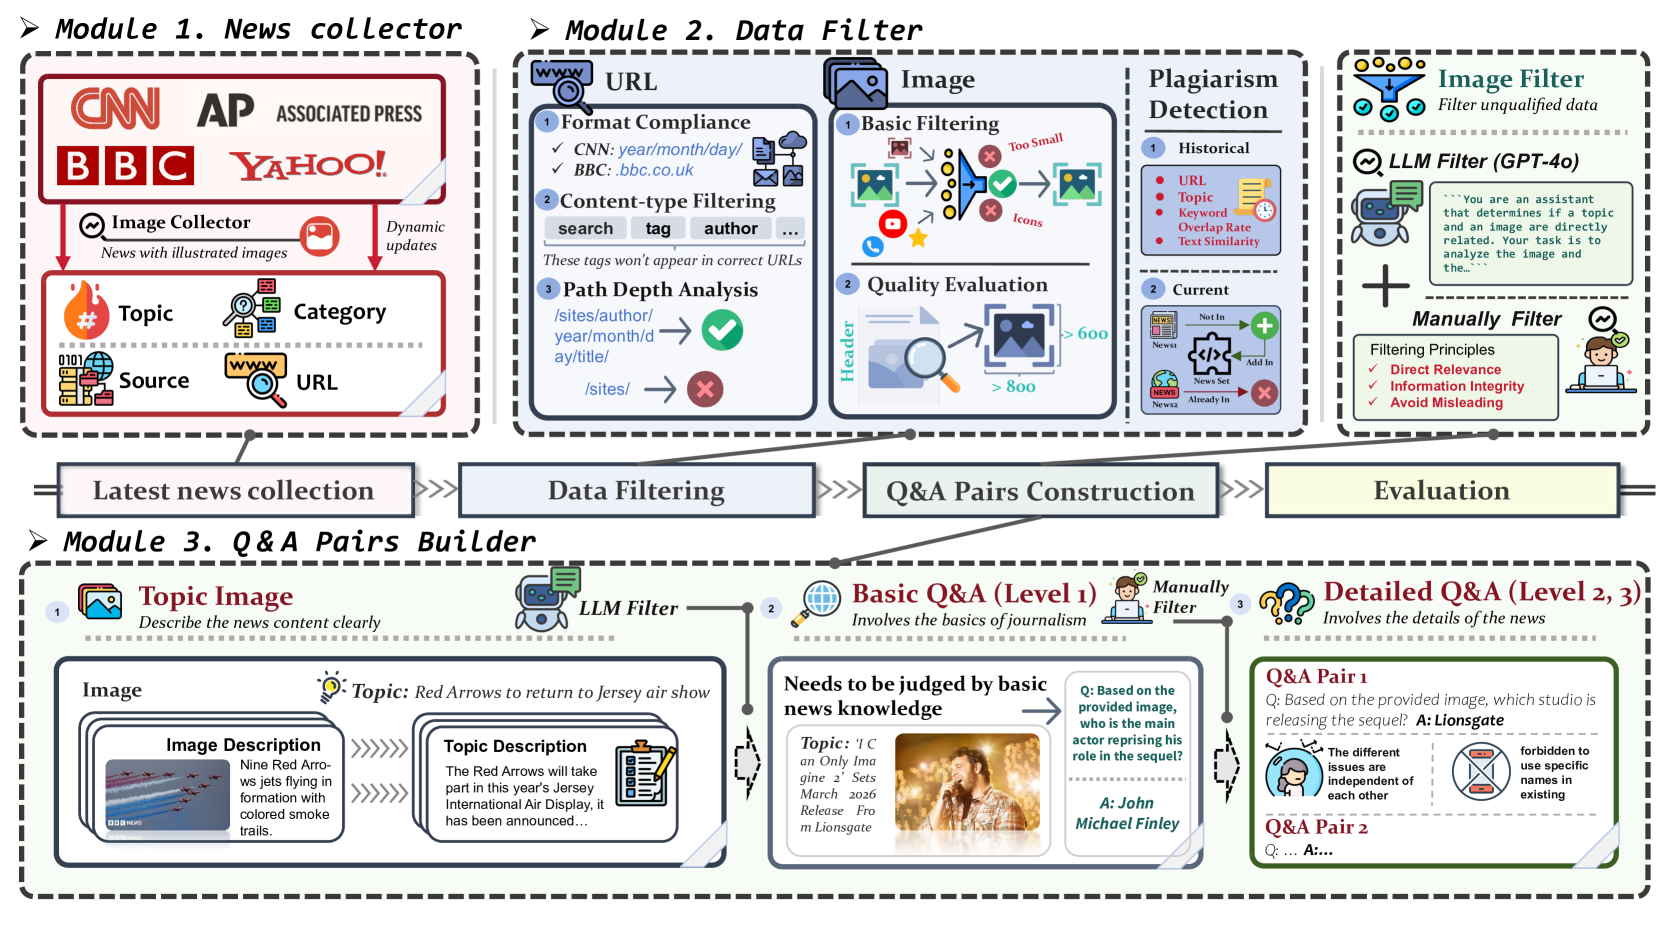 ➢ Module 1. News collector
CNN
AP ASSOCIATED PRESS
BBC
YAHOO!
Image Collector
News with illustrated images
Dynamic
updates
#
Topic
Category
0101
Source
WWW
URL
➢ Module 2. Data Filter
WWW
URL
1 Format Compliance
✓ CNN: year/month/day/
✓ BBC: .bbc.co.uk
2 Content-type Filtering
search tag author ...
These tags won't appear in correct URLs
3 Path Depth Analysis
/sites/author/
year/month/d
ay/title/
/sites/
Image
1 Basic Filtering
Too Small
Icons
2 Quality Evaluation
Header
> 600
> 800
Plagiarism
Detection
1 Historical
• URL
• Topic
• Keyword
Overlap Rate
• Text Similarity
2 Current
NEWS
News1
Not In
Add In
News Set
NEWS
News2
Already In
Image Filter
Filter unqualified data
LLM Filter (GPT-4o)
```You are an assistant
that determines if a topic
and an image are directly
related. Your task is to
analyze the image and
the…```
Manually Filter
Filtering Principles
✓ Direct Relevance
✓ Information Integrity
✓ Avoid Misleading
Latest news collection
Data Filtering
Q&A Pairs Construction
Evaluation
➢ Module 3. Q&A Pairs Builder
1 Topic Image
Describe the news content clearly
LLM Filter
Image
Topic: Red Arrows to return to Jersey air show
Image Description
Nine Red Arro-
ws jets flying in
formation with
colored smoke
trails.
BBC NEWS
Topic Description
The Red Arrows will take
part in this year's Jersey
International Air Display, it
has been announced…
2 Basic Q&A (Level 1)
Involves the basics of journalism
Manually
Filter
Needs to be judged by basic
news knowledge
Topic: 'I C
an Only Ima
gine 2' Sets
March 2026
Release Fro
m Lionsgate
Q: Based on the
provided image,
who is the main
actor reprising his
role in the sequel?
A: John
Michael Finley
3 Detailed Q&A (Level 2, 3)
Involves the details of the news
Q&A Pair 1
Q: Based on the provided image, which studio is
releasing the sequel? A: Lionsgate
The different
issues are
independent of
each other
forbidden to
use specific
names in
existing
Q&A Pair 2
Q: … A:…